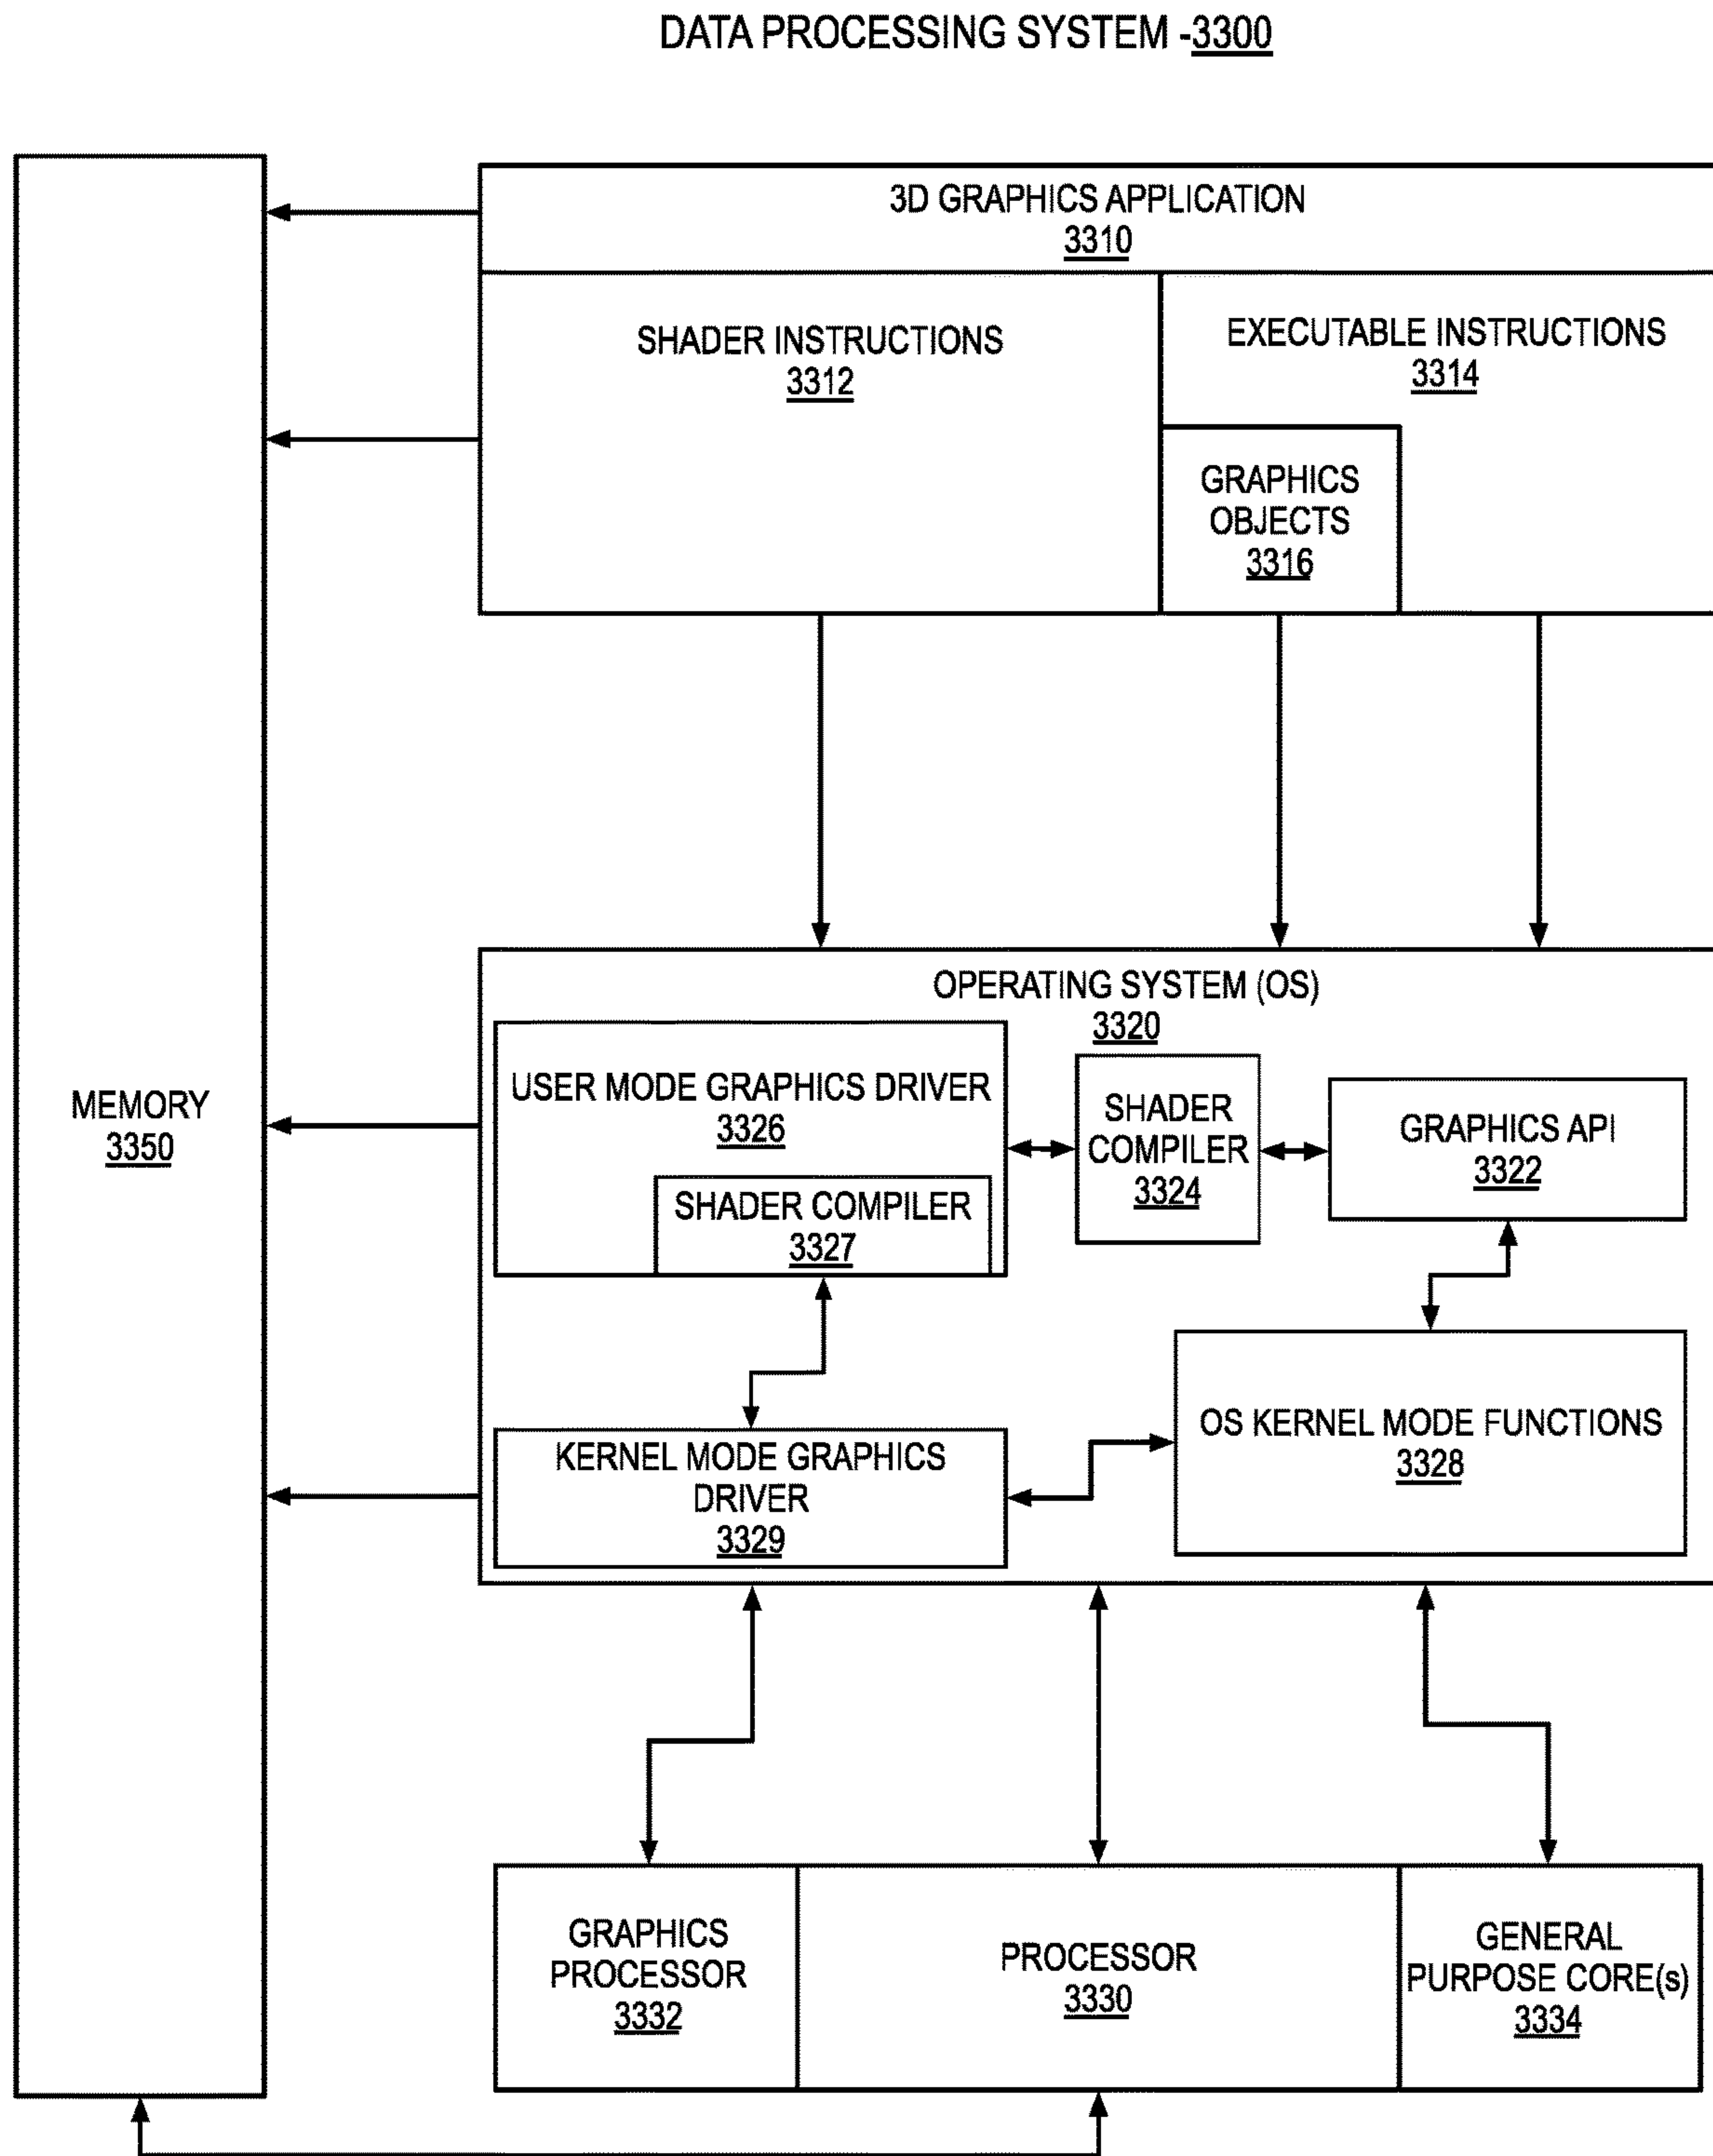 DATA PROCESSING SYSTEM -3300
3D GRAPHICS APPLICATION
3310
SHADER INSTRUCTIONS
3312
EXECUTABLE INSTRUCTIONS
3314
GRAPHICS
OBJECTS
3316
MEMORY
3350
OPERATING SYSTEM (OS)
3320
USER MODE GRAPHICS DRIVER
3326
SHADER COMPILER
3327
SHADER
COMPILER
3324
GRAPHICS API
3322
KERNEL MODE GRAPHICS
DRIVER
3329
OS KERNEL MODE FUNCTIONS
3328
GRAPHICS
PROCESSOR
3332
PROCESSOR
3330
GENERAL
PURPOSE CORE(s)
3334